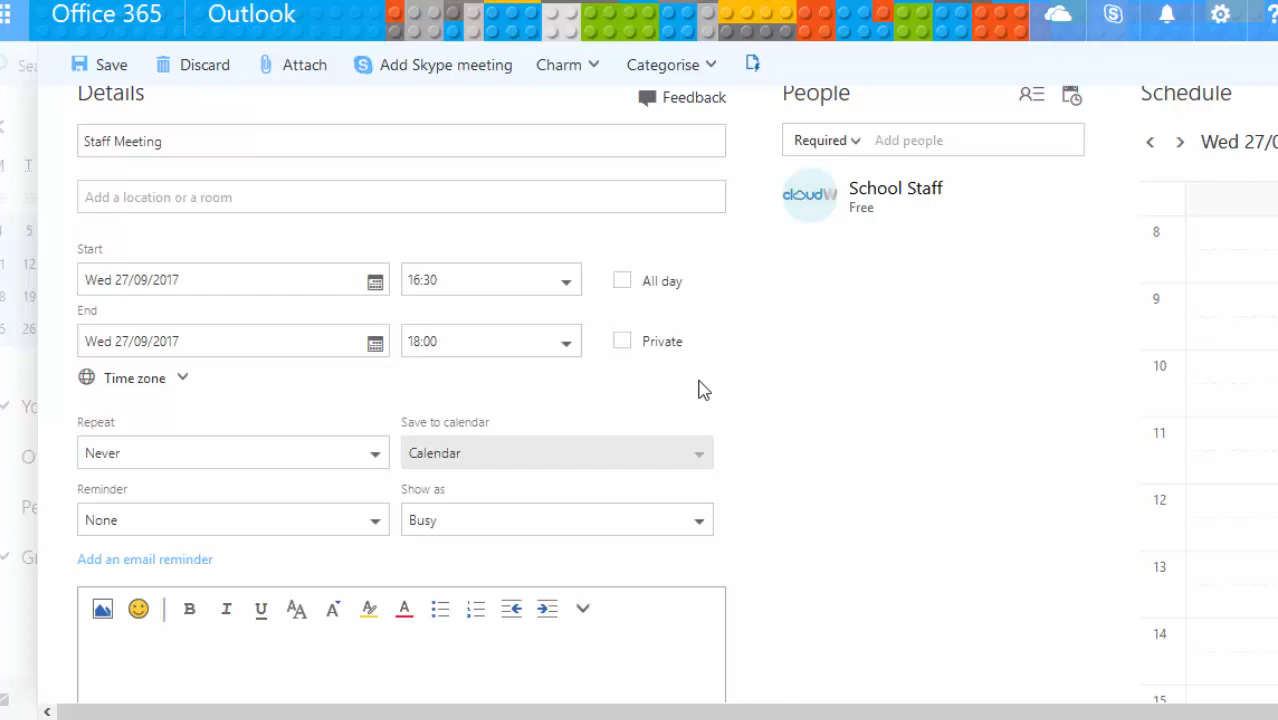 Office 365 Outlook
Save Discard Attach Add Skype meeting Charm Categorise
Details
Feedback
Staff Meeting
Add a location or a room
Start
Wed 27/09/2017 16:30 All day
End
Wed 27/09/2017 18:00 Private
Time zone
Repeat Save to calendar
Never Calendar
Reminder Show as
None Busy
Add an email reminder
B I U AA A A
People
Required Add people
cloudW
School Staff
Free
Schedule
Wed 27/0
8
9
10
11
12
13
14
15